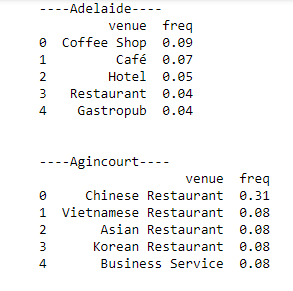 ----Adelaide----
venue freq
0 Coffee Shop 0.09
1 Café 0.07
2 Hotel 0.05
3 Restaurant 0.04
4 Gastropub 0.04
----Agincourt----
venue freq
0 Chinese Restaurant 0.31
1 Vietnamese Restaurant 0.08
2 Asian Restaurant 0.08
3 Korean Restaurant 0.08
4 Business Service 0.08